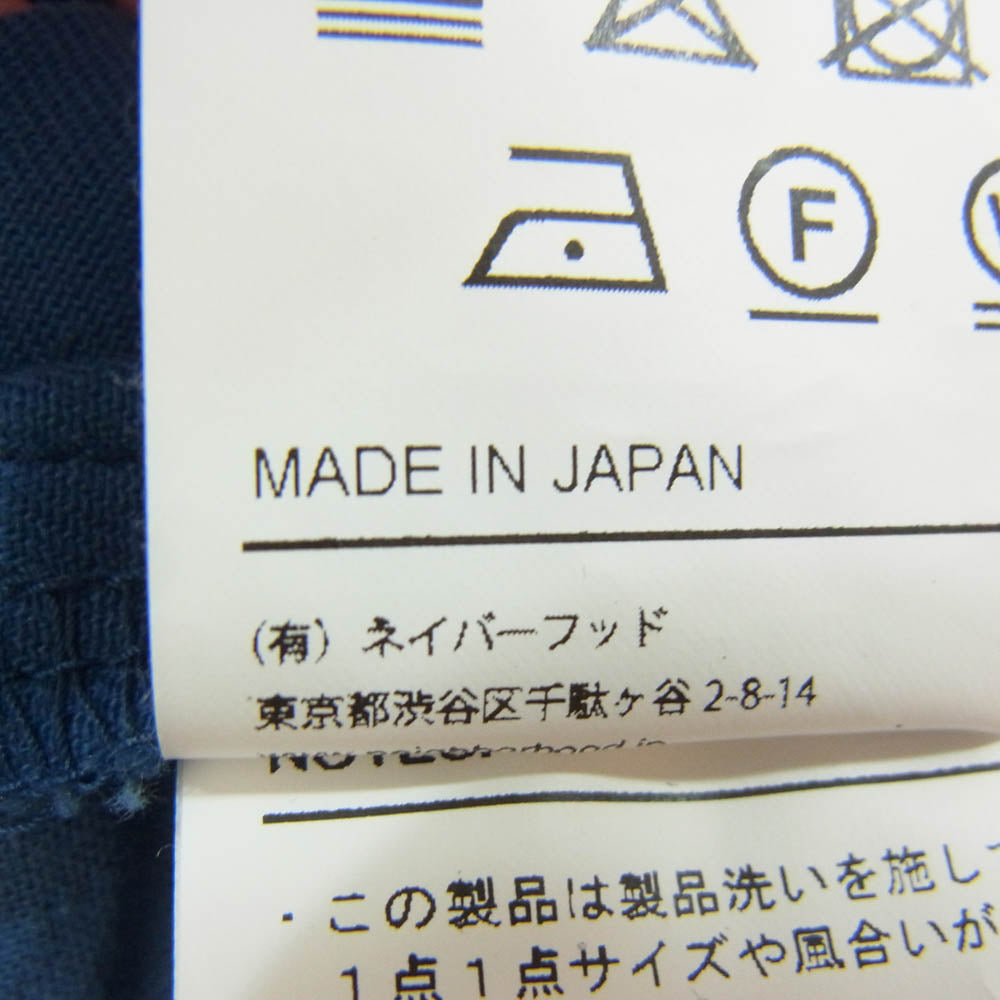 F
MADE IN JAPAN
(有) ネイバーフッド
東京都渋谷区千駄ヶ谷 2-8-14
・この製品は製品洗いを施して
１点１点サイズや風合いが